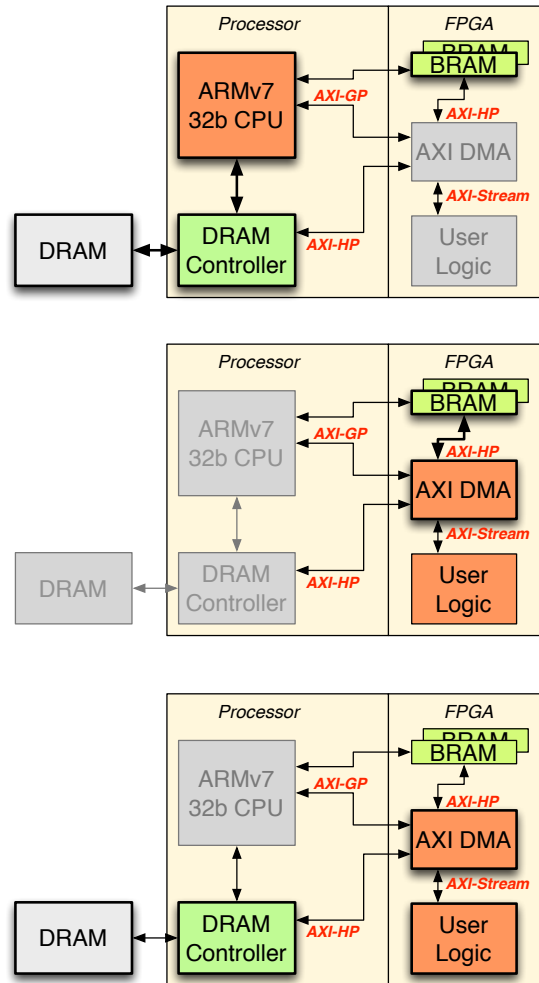 Processor
FPGA
BRAM
BRAM
ARMv7
32b CPU
AXI-GP
AXI-HP
AXI DMA
AXI-Stream
DRAM
DRAM
Controller
AXI-HP
User
Logic
Processor
FPGA
BRAM
BRAM
ARMv7
32b CPU
AXI-GP
AXI-HP
AXI DMA
AXI-Stream
DRAM
DRAM
Controller
AXI-HP
User
Logic
Processor
FPGA
BRAM
BRAM
ARMv7
32b CPU
AXI-GP
AXI-HP
AXI DMA
AXI-Stream
DRAM
DRAM
Controller
AXI-HP
User
Logic